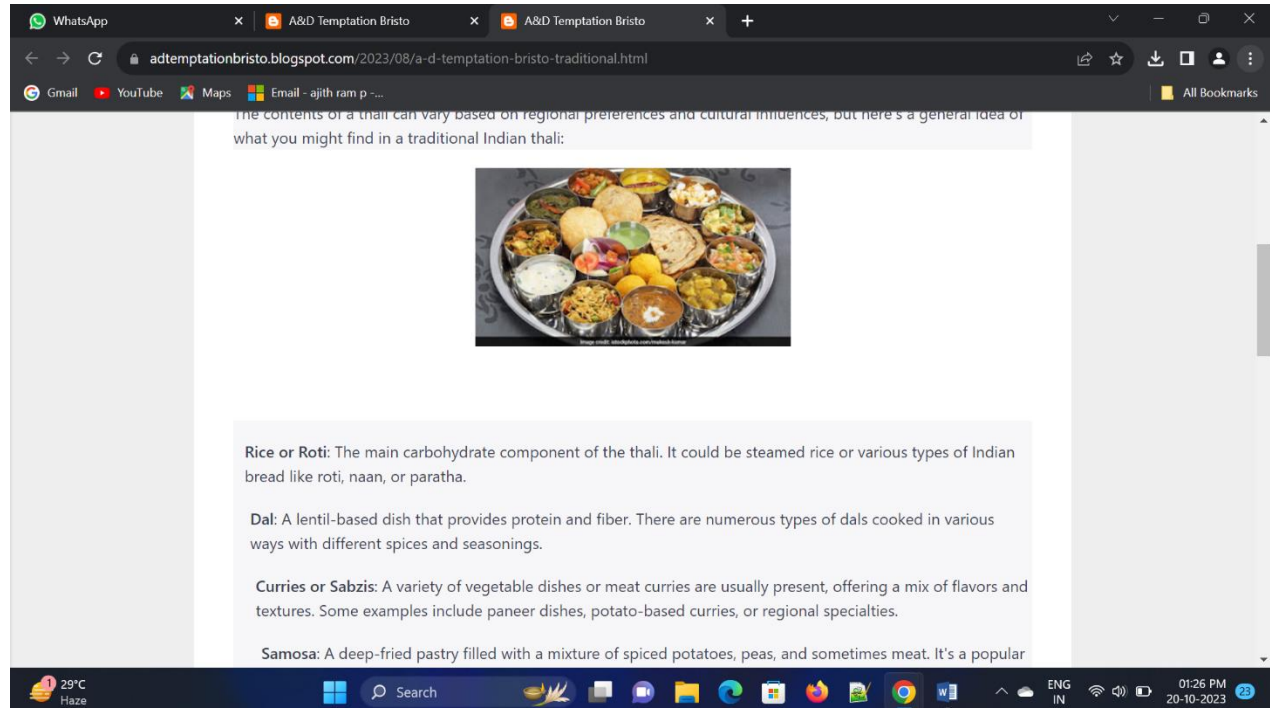 WhatsApp
A&D Temptation Bristo
A&D Temptation Bristo
adtemptationbristo.blogspot.com/2023/08/a-d-temptation-bristo-traditional.html
Gmail
YouTube
Maps
Email - ajith ram p -...
All Bookmarks
The contents of a thali can vary based on regional preferences and cultural influences, but here's a general idea of
what you might find in a traditional Indian thali:
Rice or Roti: The main carbohydrate component of the thali. It could be steamed rice or various types of Indian
bread like roti, naan, or paratha.
Dal: A lentil-based dish that provides protein and fiber. There are numerous types of dals cooked in various
ways with different spices and seasonings.
Curries or Sabzis: A variety of vegetable dishes or meat curries are usually present, offering a mix of flavors and
textures. Some examples include paneer dishes, potato-based curries, or regional specialties.
Samosa: A deep-fried pastry filled with a mixture of spiced potatoes, peas, and sometimes meat. It's a popular
1
29°C
Haze
Search
ENG
IN
01:26 PM
20-10-2023
23